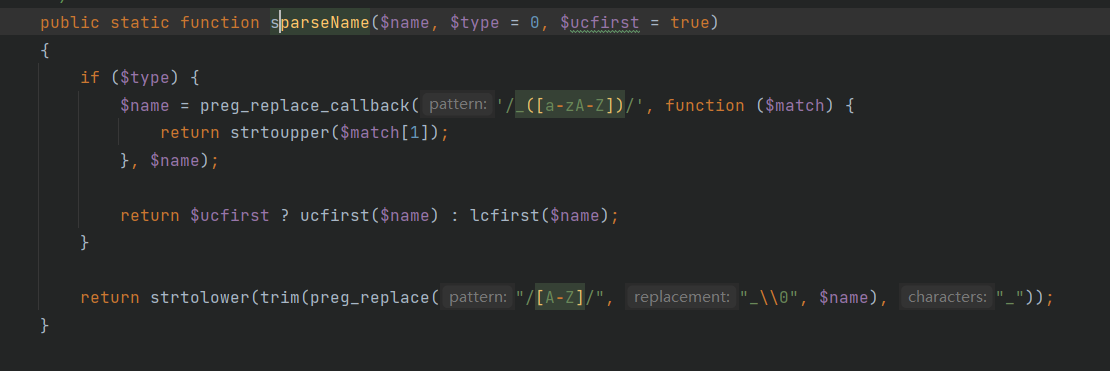 public static function sparseName($name, $type = 0, $ucfirst = true)
{
if ($type) {
$name = preg_replace_callback( pattern: '/_([a-zA-Z])/', function ($match) {
return strtoupper($match[1]);
}, $name);
return $ucfirst ? ucfirst($name) : lcfirst($name);
}
return strtolower(trim(preg_replace( pattern: "/[A-Z]/", replacement: "_\\0", $name), characters: "_"));
}